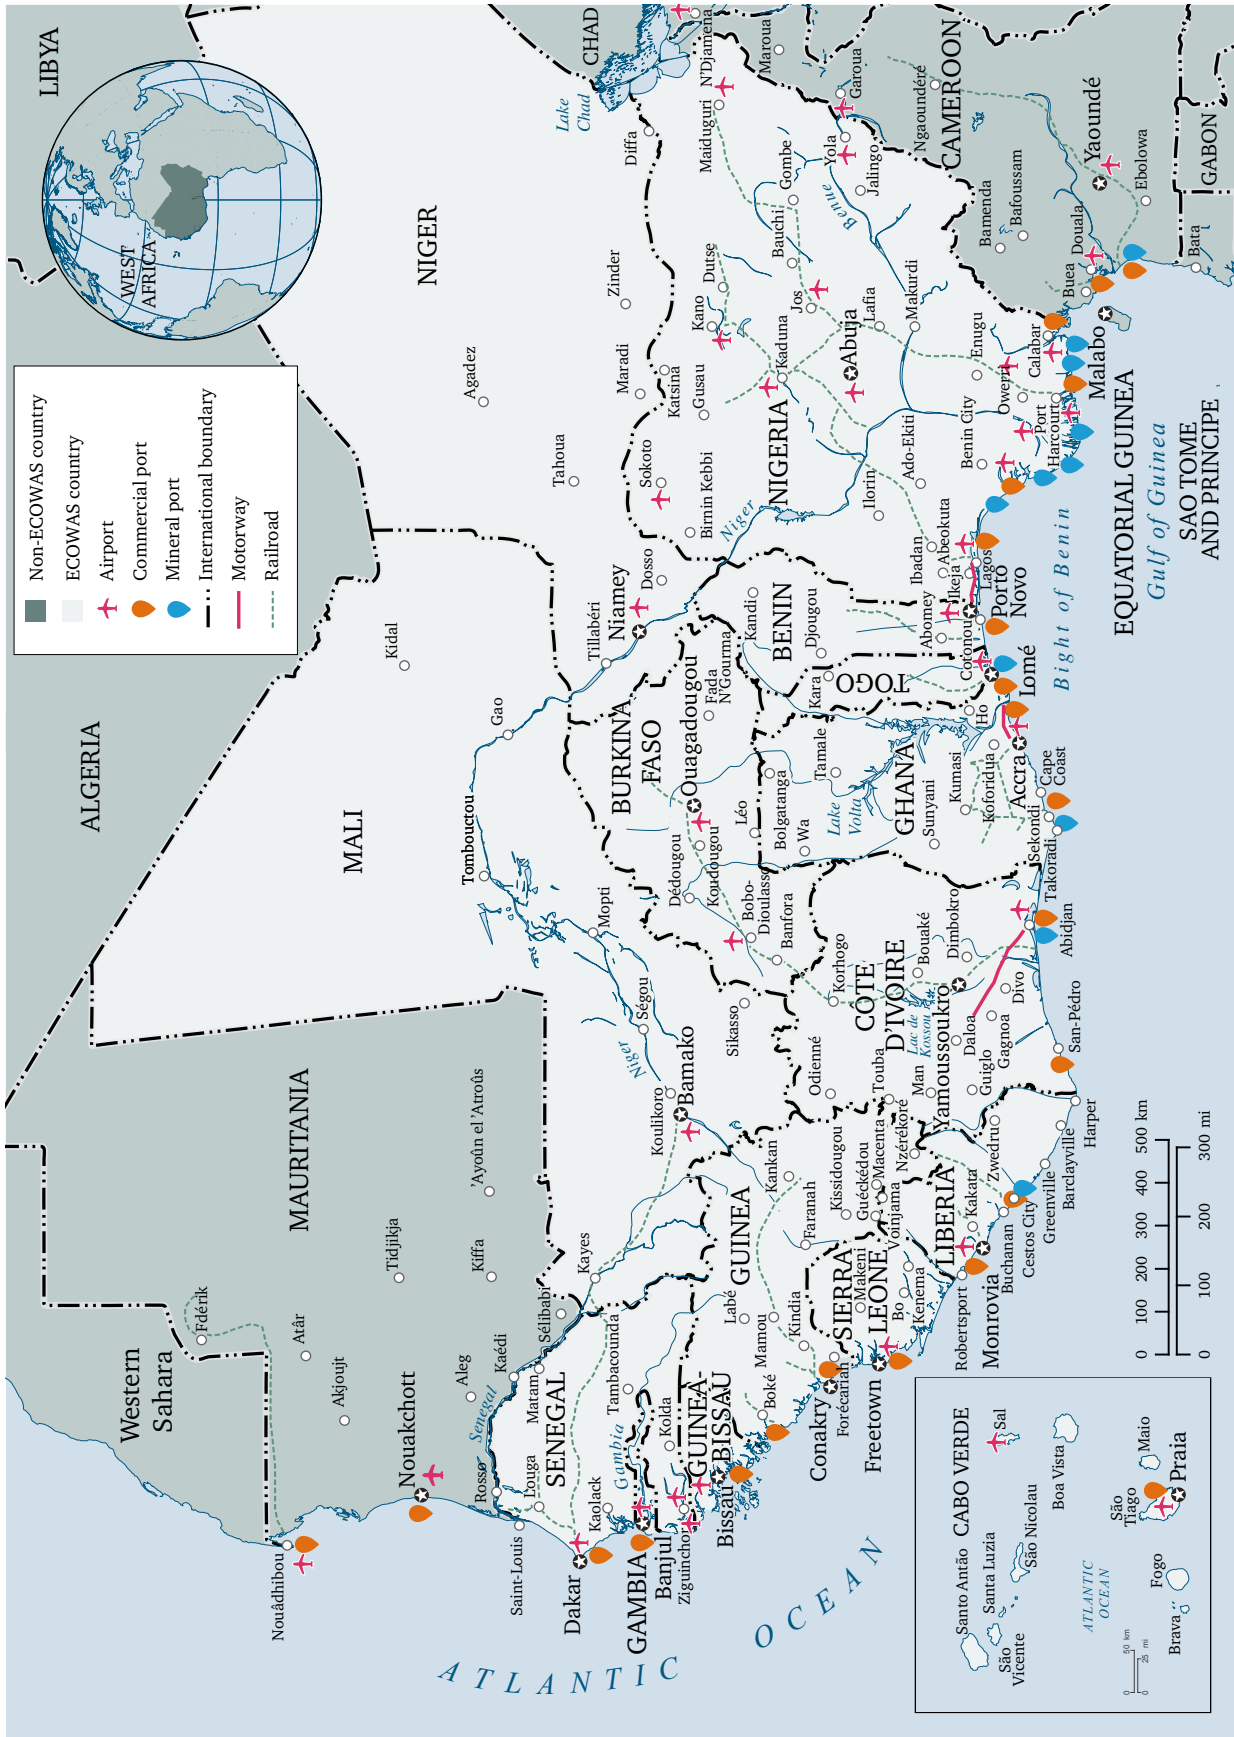 LIBYA
ALGERIA
WEST
AFRICA
Non-ECOWAS country
ECOWAS country
Airport
Commercial port
Mineral port
International boundary
Motorway
Railroad
Western
Sahara
Fdérik
Nouâdhibou
Atâr
Akjoujt
Tidjikja
MAURITANIA
Nouakchott
Aleg
Kiffa
'Ayoûn el 'Atroûs
Kaédi
Sélibabi
Rosso
Senegal
MALI
Kidal
Tombouctou
Gao
Mopti
Ségou
Niger
Koulikoro
Bamako
Kayes
Sikasso
NIGER
Agadez
Tahoua
Zinder
Maradi
Diffa
Tillabéri
Niamey
Dosso
CHAD
Lake
Chad
N'Djamena
Saint-Louis
Louga
Matam
SENEGAL
Dakar
Kaolack
Tambacounda
Gambia
GAMBIA
Banjul
Kolda
Ziguinchor
GUINEA-
BISSAU
Bissau
GUINEA
Labé
Boké
Mamou
Kindia
Faranah
Kankan
Kissidougou
Guéckédou
Macenta
Nzérékoré
Conakry
Forécariah
SIERRA
LEONE
Makeni
Freetown
Bo
Kenema
LIBERIA
Vonjama
Robertsport
Monrovia
Kakata
Buchanan
Cestos City
Zwedru
Greenville
Barclayville
Harper
COTE
D'IVOIRE
Odienné
Korhogo
Touba
Man
Bouaké
Lac de
Kossou
Yamoussoukro
Dimbokro
Daloa
Guiglo
Gagnoa
Divo
San-Pédro
Abidjan
BURKINA
FASO
Ouagadougou
Fada
N'Gourma
Dédougou
Koudougou
Bobo-
Dioulasso
Banfora
Léo
GHANA
Bolgatanga
Wa
Tamale
Lake
Volta
Sunyani
Kumasi
Koforidua
Ho
Accra
Cape
Coast
Sekondi
Takoradi
TOGO
Kara
Lomé
BENIN
Kandi
Djougou
Abomey
Cotonou
Porto
Novo
NIGERIA
Sokoto
Birnin Kebbi
Katsina
Gusau
Kano
Dutse
Maiduguri
Kaduna
Bauchi
Gombe
Jos
Yola
Jalingo
Benue
Niger
Abuja
Lafia
Makurdi
Ilorin
Ado-Ekiti
Ibadan
Abeokuta
Ikeja
Lagos
Benin City
Enugu
Owerri
Port
Harcourt
Calabar
CAMEROON
Maroua
Garoua
Ngaoundéré
Bamenda
Bafoussam
Buea
Douala
Yaoundé
Ebolowa
Bata
GABON
Malabo
EQUATORIAL GUINEA
SAO TOME
AND PRINCIPE
Gulf of Guinea
Bight of Benin
ATLANTIC
OCEAN
0 100 200 300 400 500 km
0 100 200 300 mi
CABO VERDE
Santo Antão
São
Vicente
Santa Luzia
São Nicolau
Sal
Boa Vista
ATLANTIC
OCEAN
São
Tiago
Maio
Praia
Fogo
Brava
0 50 km
0 25 mi